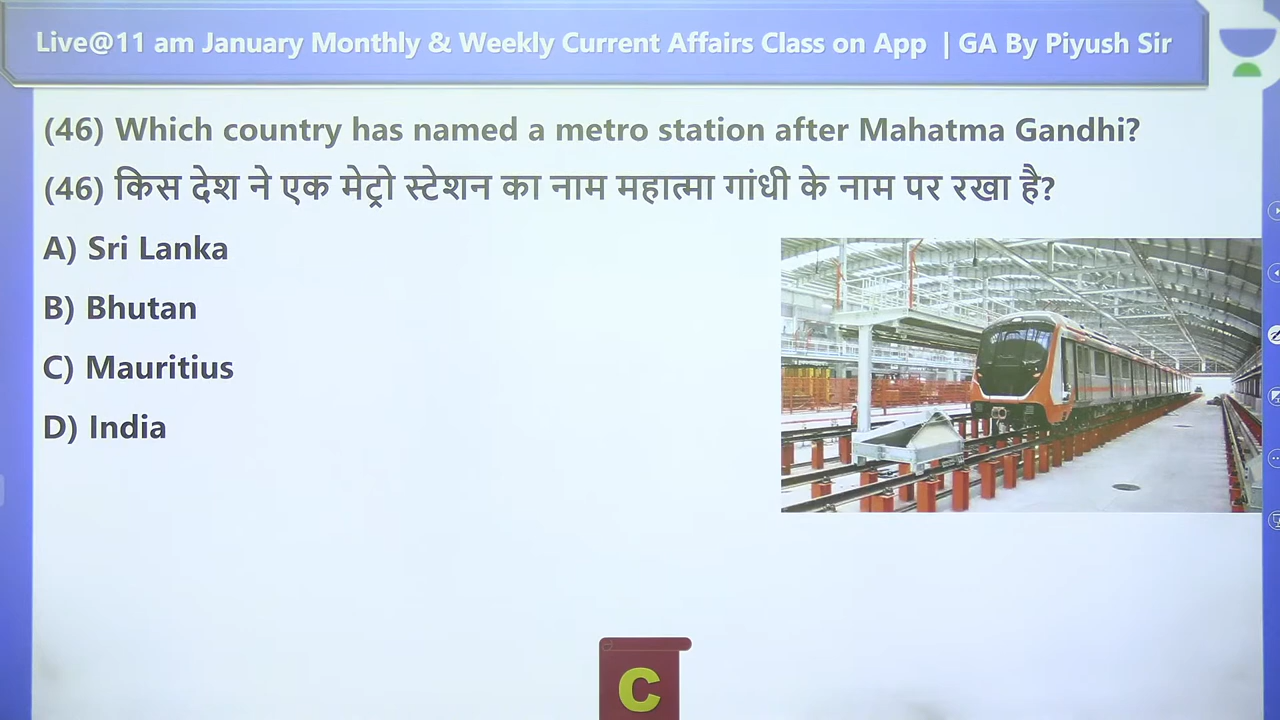 Live@11 am January Monthly & Weekly Current Affairs Class on App | GA By Piyush Sir
(46) Which country has named a metro station after Mahatma Gandhi?
(46) किस देश ने एक मेट्रो स्टेशन का नाम महात्मा गांधी के नाम पर रखा है?
A) Sri Lanka
B) Bhutan
C) Mauritius
D) India
C